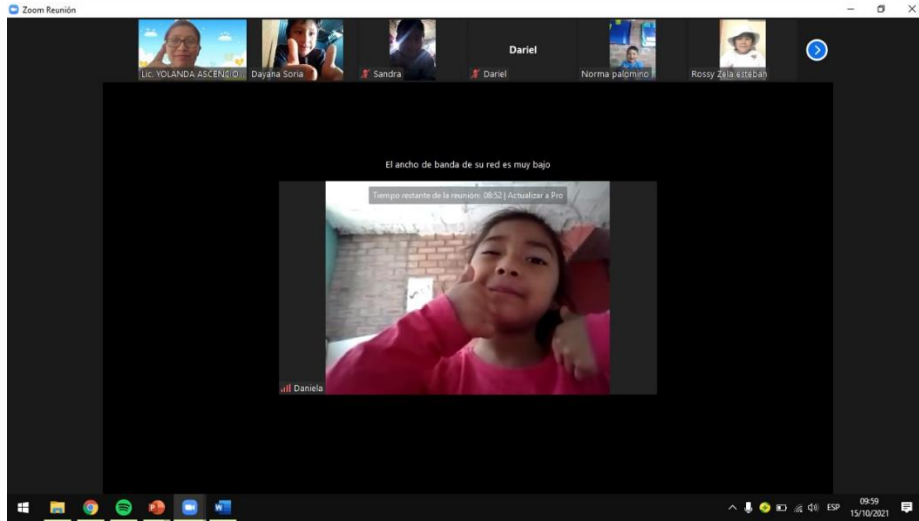 Zoom Reunión
Lic. YOLANDA ASCENCIO...
Dayana Soria
Sandra
Dariel
Dariel
Norma palomino
Rossy Zela esteban
El ancho de banda de su red es muy bajo
Tiempo restante de la reunión: 08:52 | Actualizar a Pro
Daniela
ESP
09:59
15/10/2021